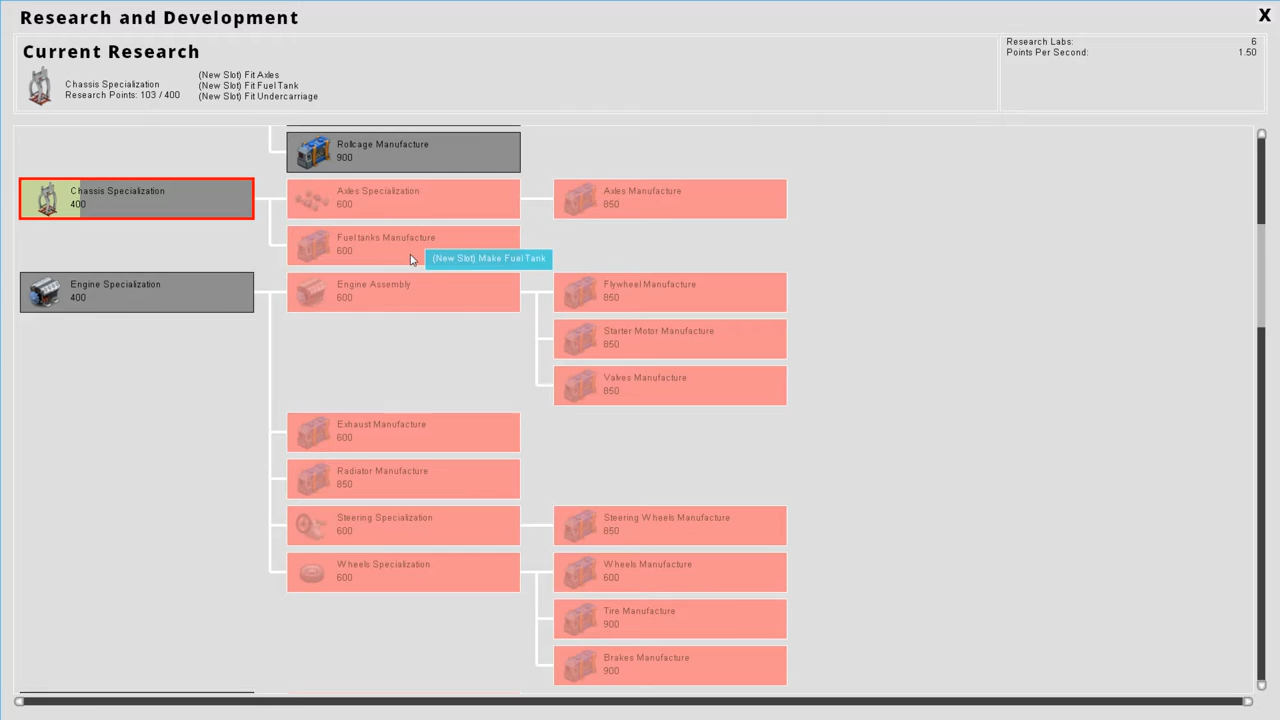 Research and Development
X
Current Research
Chassis Specialization
Research Points: 103 / 400
(New Slot) Fit Axles
(New Slot) Fit Fuel Tank
(New Slot) Fit Undercarriage
Research Labs: 6
Points Per Second: 1.50
Rollcage Manufacture
900
Chassis Specialization
400
Axles Specialization
600
Axles Manufacture
850
Fuel tanks Manufacture
600
(New Slot) Make Fuel Tank
Engine Specialization
400
Engine Assembly
600
Flywheel Manufacture
850
Starter Motor Manufacture
850
Valves Manufacture
850
Exhaust Manufacture
600
Radiator Manufacture
850
Steering Specialization
600
Steering Wheels Manufacture
850
Wheels Specialization
600
Wheels Manufacture
600
Tire Manufacture
900
Brakes Manufacture
900